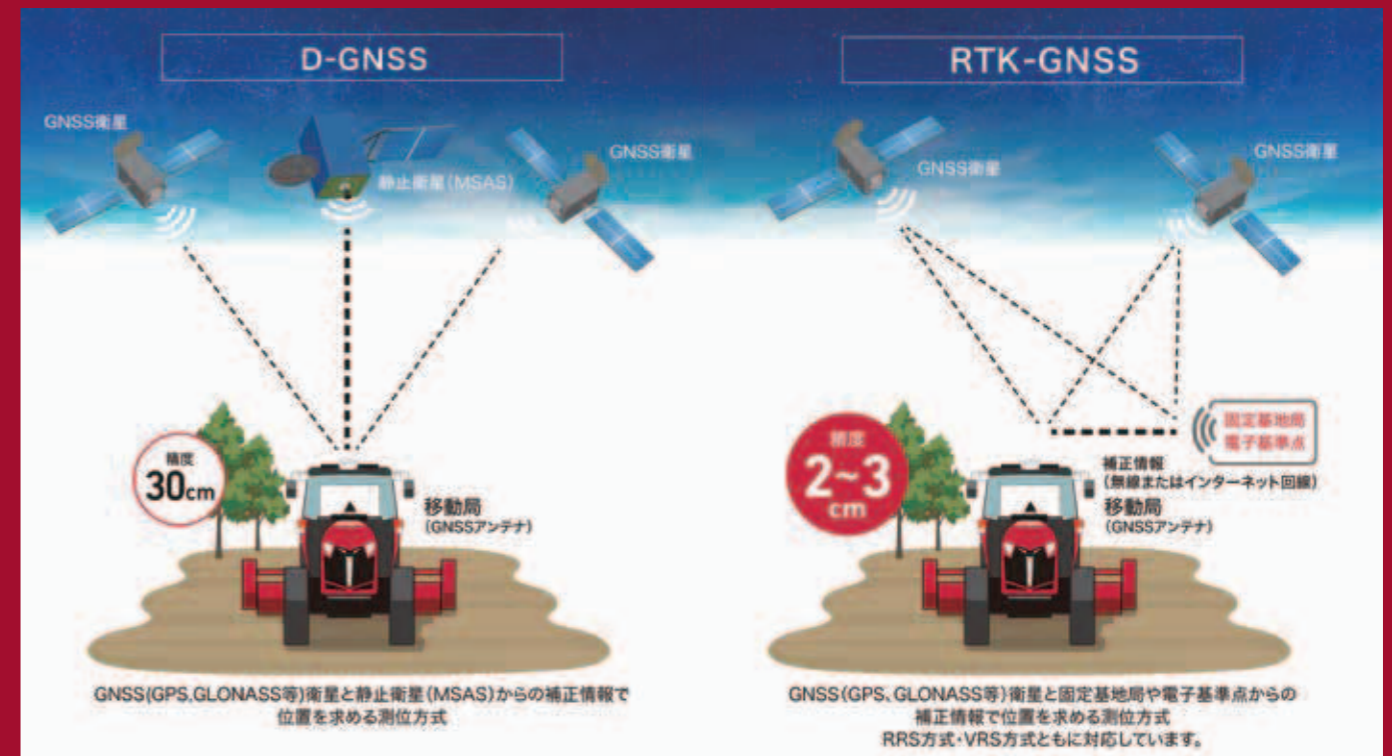 D-GNSS
GNSS衛星
静止衛星(MSAS)
GNSS衛星
精度
30cm
移動局
(GNSSアンテナ)
GNSS(GPS,GLONASS等)衛星と静止衛星(MSAS)からの補正情報で
位置を求める測位方式
RTK-GNSS
GNSS衛星
GNSS衛星
固定基地局
電子基準点
補正情報
(無線またはインターネット回線)
精度
2~3
cm
移動局
(GNSSアンテナ)
GNSS(GPS、GLONASS等)衛星と固定基地局や電子基準点からの
補正情報で位置を求める測位方式
RRS方式・VRS方式ともに対応しています。